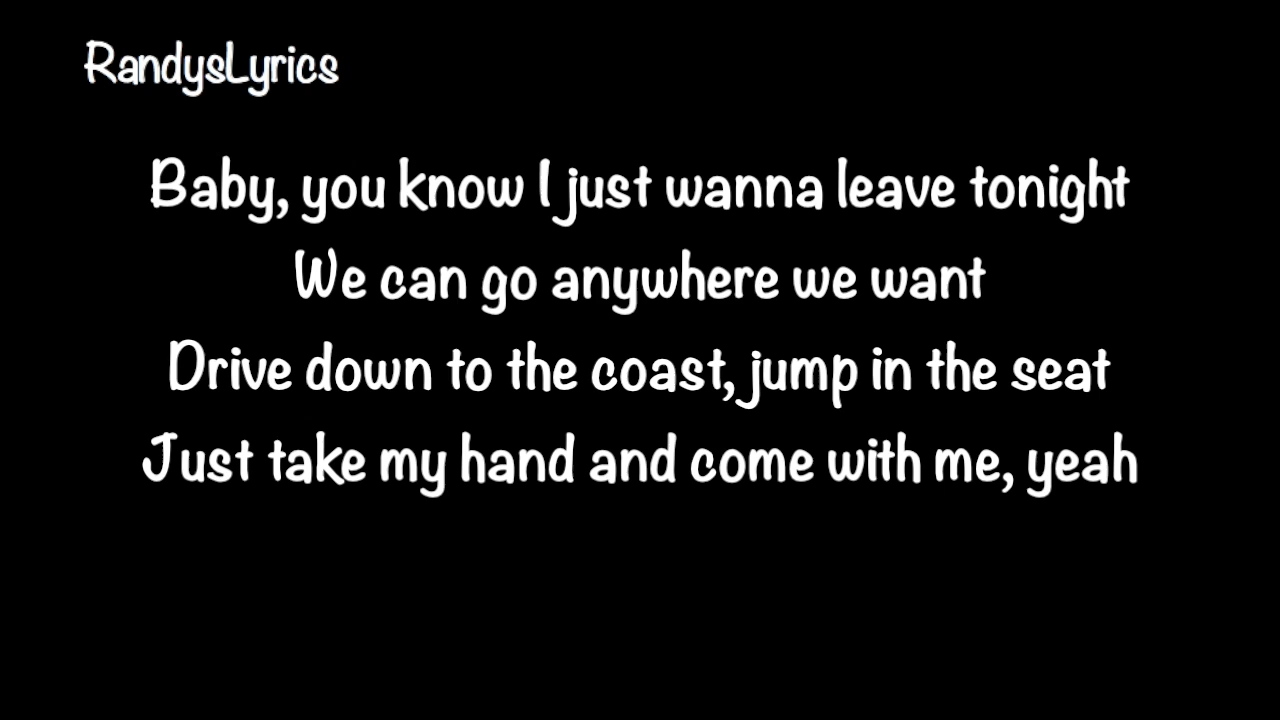 RandysLyrics
Baby, you know I just wanna leave tonight
We can go anywhere we want
Drive down to the coast, jump in the seat
Just take my hand and come with me, yeah